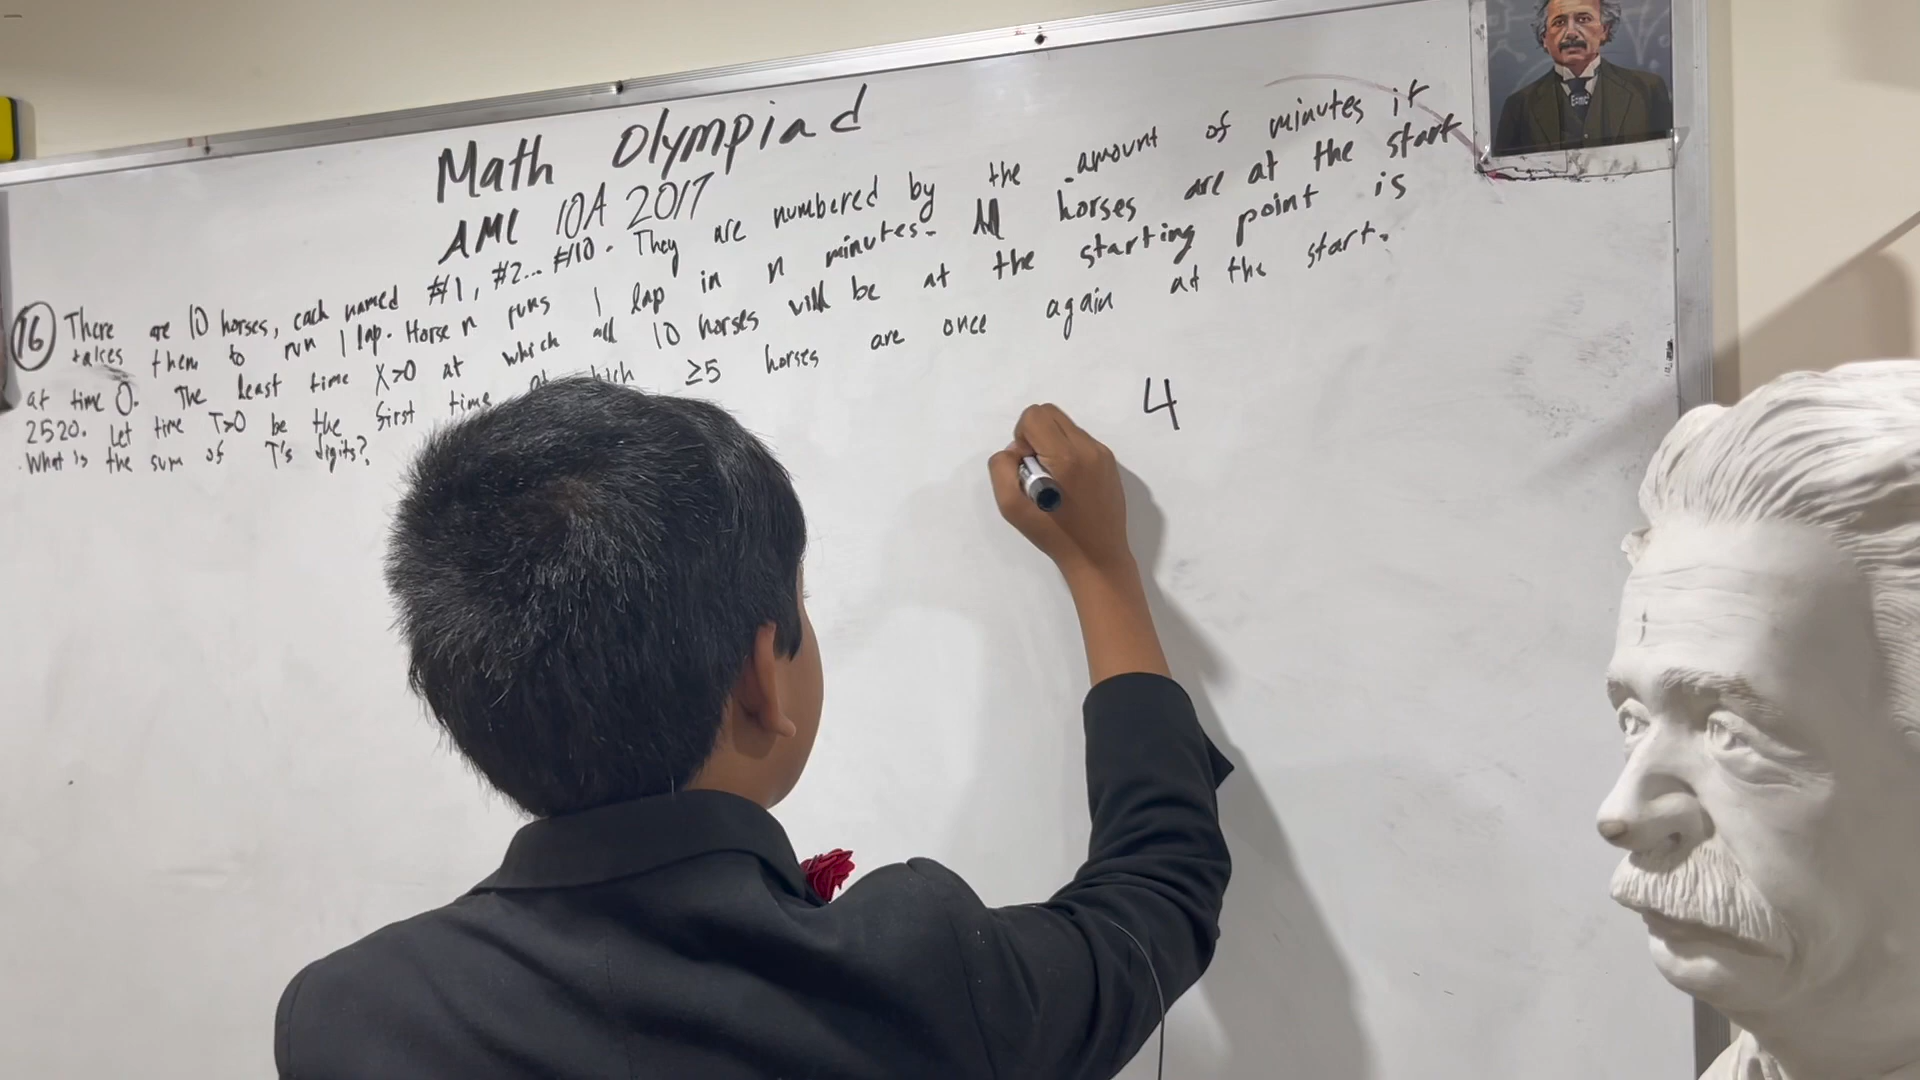 Math Olympiad
AMC 10A 2017
16 There are 10 horses, each named #1, #2... #10. They are numbered by the amount of minutes it
takes them to run 1 lap. Horse n runs 1 lap in n minutes. All horses are at the start
at time 0. The least time X>0 at which all 10 horses will be at the starting point is
2520. Let time T>0 be the first time at which ≥5 horses are once again at the start.
What is the sum of T's digits?
4